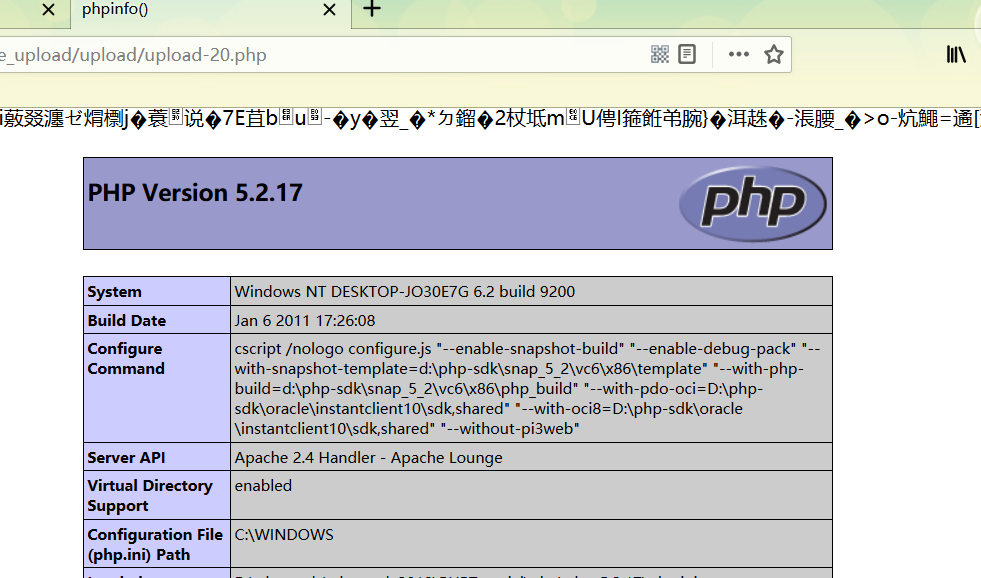 phpinfo()
e_upload/upload/upload-20.php
PHP Version 5.2.17
php
System
Windows NT DESKTOP-JO30E7G 6.2 build 9200
Build Date
Jan 6 2011 17:26:08
Configure
Command
cscript /nologo configure.js "--enable-snapshot-build" "--enable-debug-pack" "--
with-snapshot-template=d:\php-sdk\snap_5_2\vc6\x86\template" "--with-php-
build=d:\php-sdk\snap_5_2\vc6\x86\php_build" "--with-pdo-oci=D:\php-
sdk\oracle\instantclient10\sdk,shared" "--with-oci8=D:\php-sdk\oracle
\instantclient10\sdk,shared" "--without-pi3web"
Server API
Apache 2.4 Handler - Apache Lounge
Virtual Directory
Support
enabled
Configuration File
(php.ini) Path
C:\WINDOWS